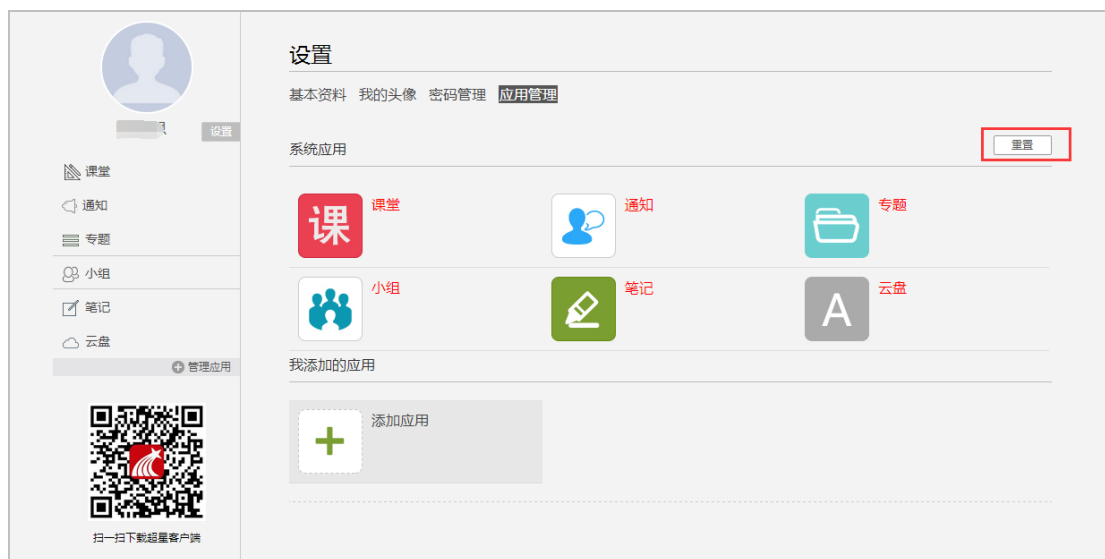 设置
课堂
通知
专题
小组
笔记
云盘
管理应用
扫一扫下载超星客户端
设置
基本资料 我的头像 密码管理 应用管理
系统应用 重置
课 课堂 通知 专题
小组 笔记 A 云盘
我添加的应用
添加应用